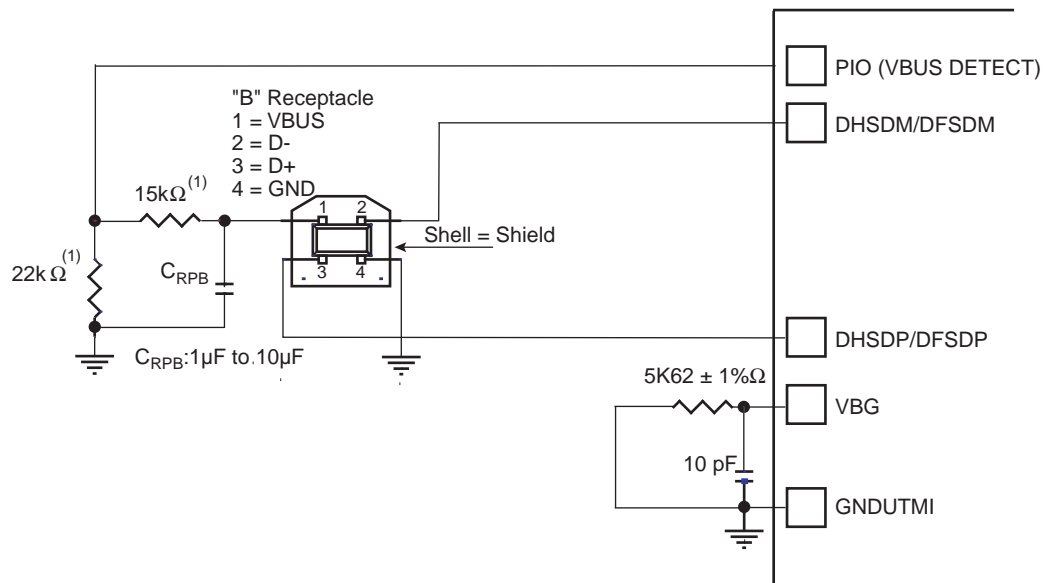 PIO (VBUS DETECT)
"B" Receptacle
1 = VBUS
2 = D-
3 = D+
4 = GND
DHSDM/DFSDM
15kΩ(1)
1 2
Shell = Shield
22k Ω(1)
CRPB
3 4
CRPB:1µF to 10µF
DHSDP/DFSDP
5K62 ± 1%Ω
VBG
10 pF
GNDUTMI